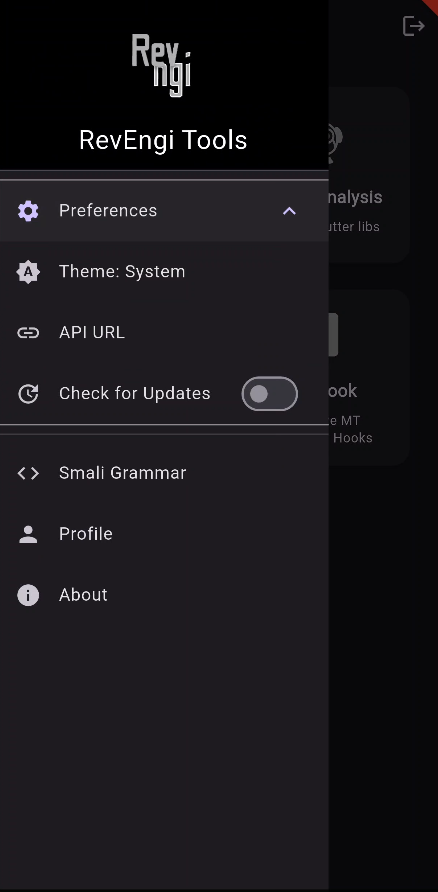 Rev
ngi
RevEngi Tools
Preferences
Theme: System
API URL
Check for Updates
Smali Grammar
Profile
About
nalysis
utter libs
ook
e MT
Hooks